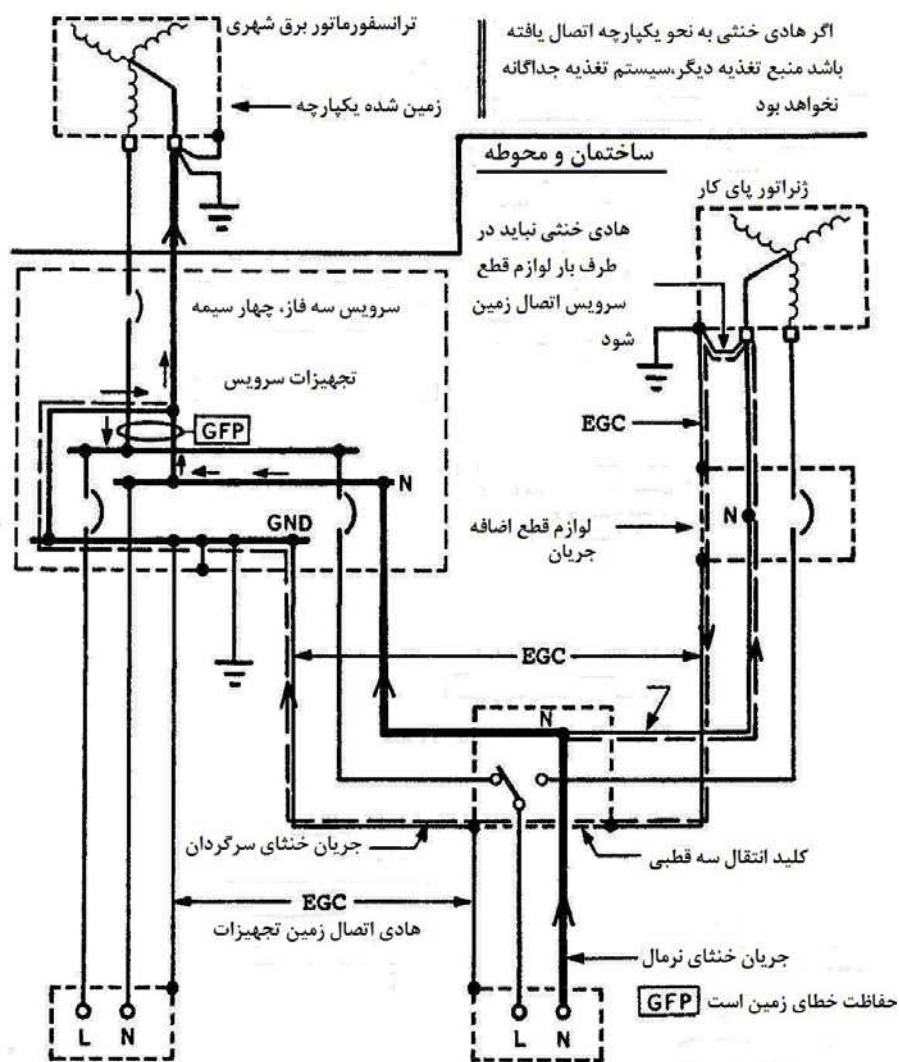 ترانسفورماتور برق شهری
زمین شده یکپارچه
اگر هادی خنثی به نحو یکپارچه اتصال یافته
باشد منبع تغذیه دیگر،سیستم تغذیه جداگانه
نخواهد بود
ساختمان و محوطه
ژنراتور پای کار
هادی خنثی نباید در
طرف بار لوازم قطع
سرویس اتصال زمین
شود
سرویس سه فاز، چهار سیمه
تجهیزات سرویس
GFP
EGC
N
GND
N
لوازم قطع اضافه
جریان
EGC
N
جریان خنثای سرگردان
کلید انتقال سه قطبی
EGC
هادی اتصال زمین تجهیزات
جریان خنثای نرمال
L N
L N
GFP حفاظت خطای زمین است